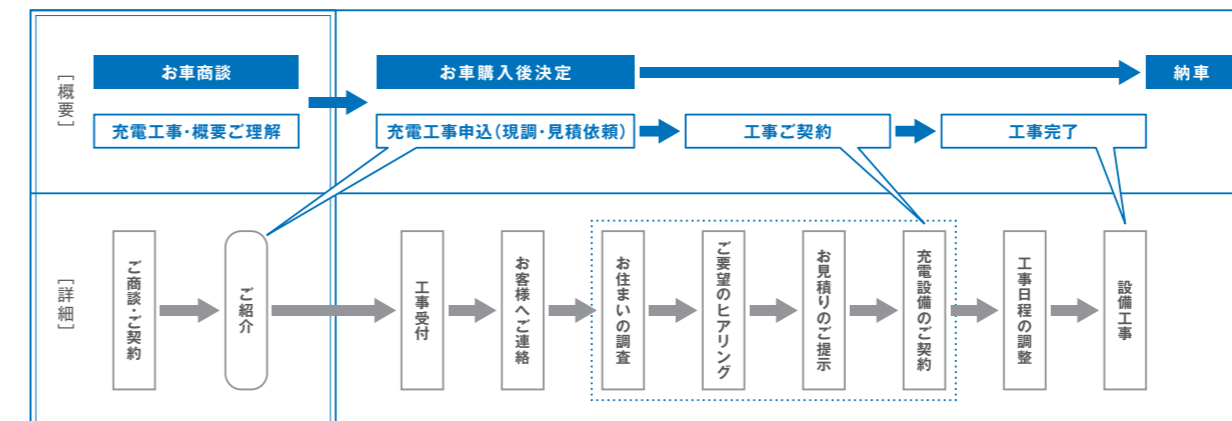 [概要]
お車商談
お車購入後決定
納車
充電工事・概要ご理解
充電工事申込(現調・見積依頼)
工事ご契約
工事完了
[詳細]
ご商談・ご契約
ご紹介
工事受付
お客様へご連絡
お住まいの調査
ご要望のヒアリング
お見積りのご提示
充電設備のご契約
工事日程の調整
設備工事